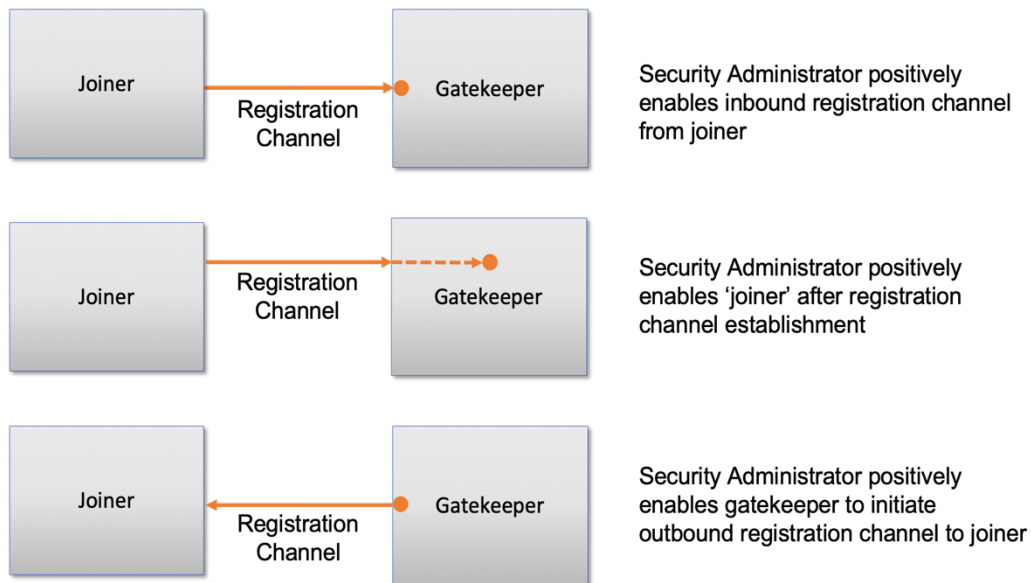 Joiner
Registration
Channel
Gatekeeper
Security Administrator positively
enables inbound registration channel
from joiner
Joiner
Registration
Channel
Gatekeeper
Security Administrator positively
enables ‘joiner’ after registration
channel establishment
Joiner
Registration
Channel
Gatekeeper
Security Administrator positively
enables gatekeeper to initiate
outbound registration channel to joiner